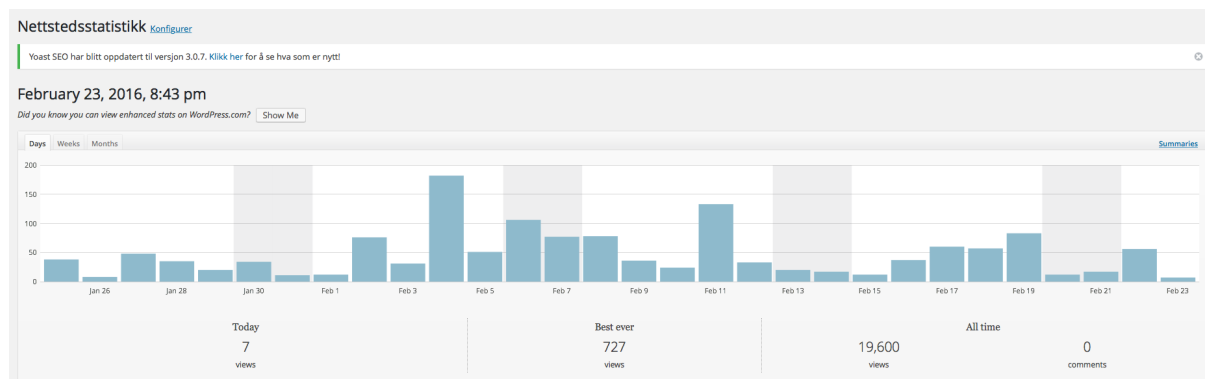 Nettstedsstatistikk Konfigurer
Yoast SEO har blitt oppdatert til versjon 3.0.7. Klikk her for å se hva som er nytt!
February 23, 2016, 8:43 pm
Did you know you can view enhanced stats on WordPress.com? Show Me
Days Weeks Months Summaries
200
150
100
50
0
Jan 26 Jan 28 Jan 30 Feb 1 Feb 3 Feb 5 Feb 7 Feb 9 Feb 11 Feb 13 Feb 15 Feb 17 Feb 19 Feb 21 Feb 23
Today Best ever All time
7 727 19,600 0
views views views comments